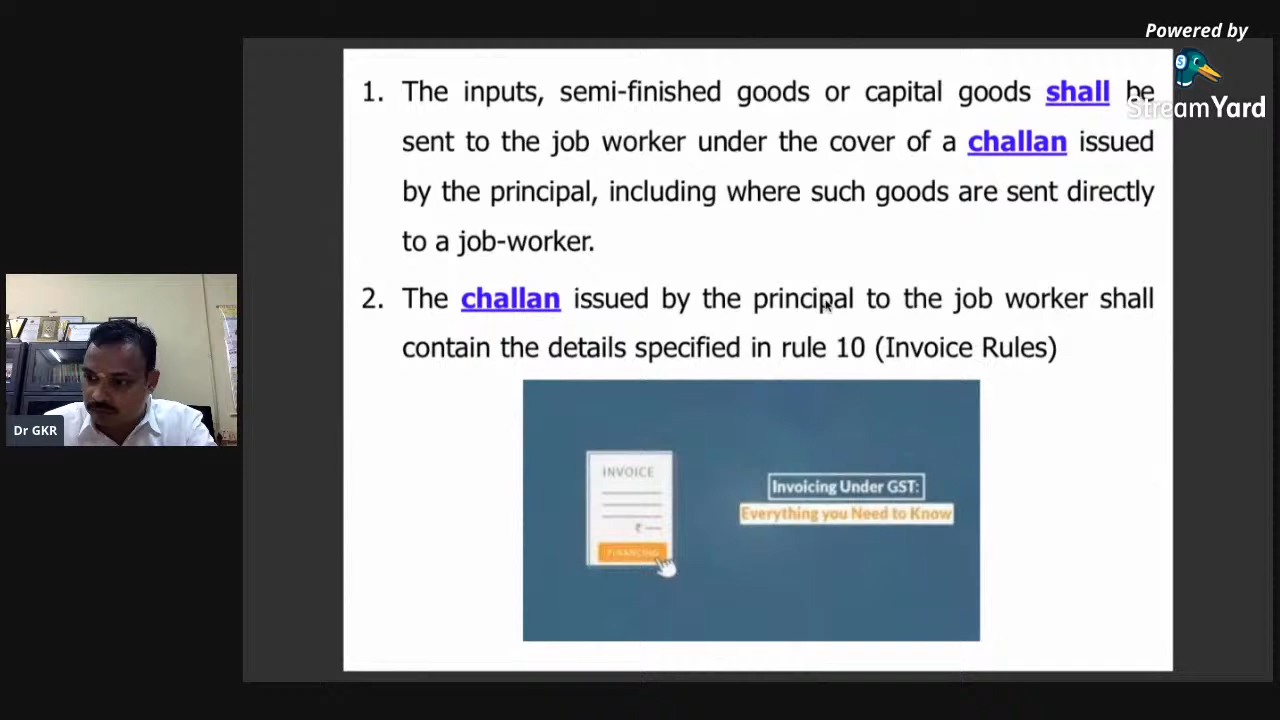 Powered by
StreamYard
1. The inputs, semi-finished goods or capital goods shall be
sent to the job worker under the cover of a challan issued
by the principal, including where such goods are sent directly
to a job-worker.
2. The challan issued by the principal to the job worker shall
contain the details specified in rule 10 (Invoice Rules)
INVOICE
₹
FINANCING
Invoicing Under GST:
Everything you Need to Know
Dr GKR